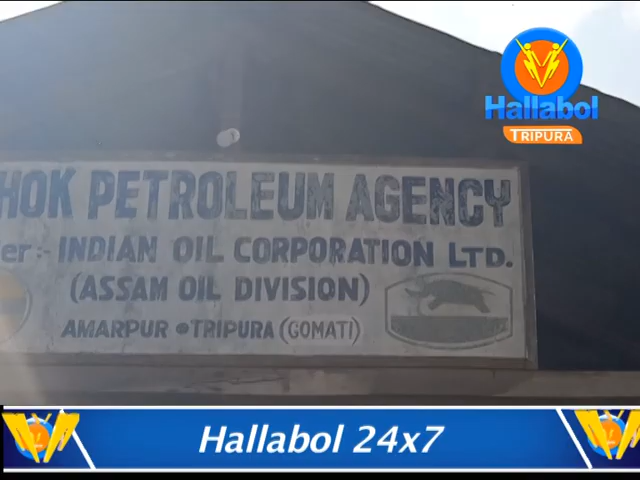 Hallabol
TRIPURA
HOK PETROLEUM AGENCY
er:- INDIAN OIL CORPORATION LTD.
(ASSAM OIL DIVISION)
AMARPUR • TRIPURA (GOMATI)
Hallabol 24x7